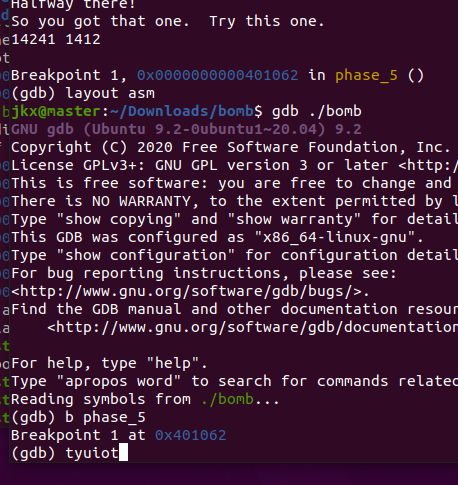 Halfway there!
So you got that one.  Try this one.
14241 1412
Breakpoint 1, 0x0000000000401062 in phase_5 ()
(gdb) layout asm
jkx@master:~/Downloads/bomb$ gdb ./bomb
GNU gdb (Ubuntu 9.2-0ubuntu1~20.04) 9.2
Copyright (C) 2020 Free Software Foundation, Inc.
License GPLv3+: GNU GPL version 3 or later <http:/
This is free software: you are free to change and
There is NO WARRANTY, to the extent permitted by l
Type "show copying" and "show warranty" for detail
This GDB was configured as "x86_64-linux-gnu".
Type "show configuration" for configuration detail
For bug reporting instructions, please see:
<http://www.gnu.org/software/gdb/bugs/>.
Find the GDB manual and other documentation resour
<http://www.gnu.org/software/gdb/documentation
For help, type "help".
Type "apropos word" to search for commands related
Reading symbols from ./bomb...
(gdb) b phase_5
Breakpoint 1 at 0x401062
(gdb) tyuiot